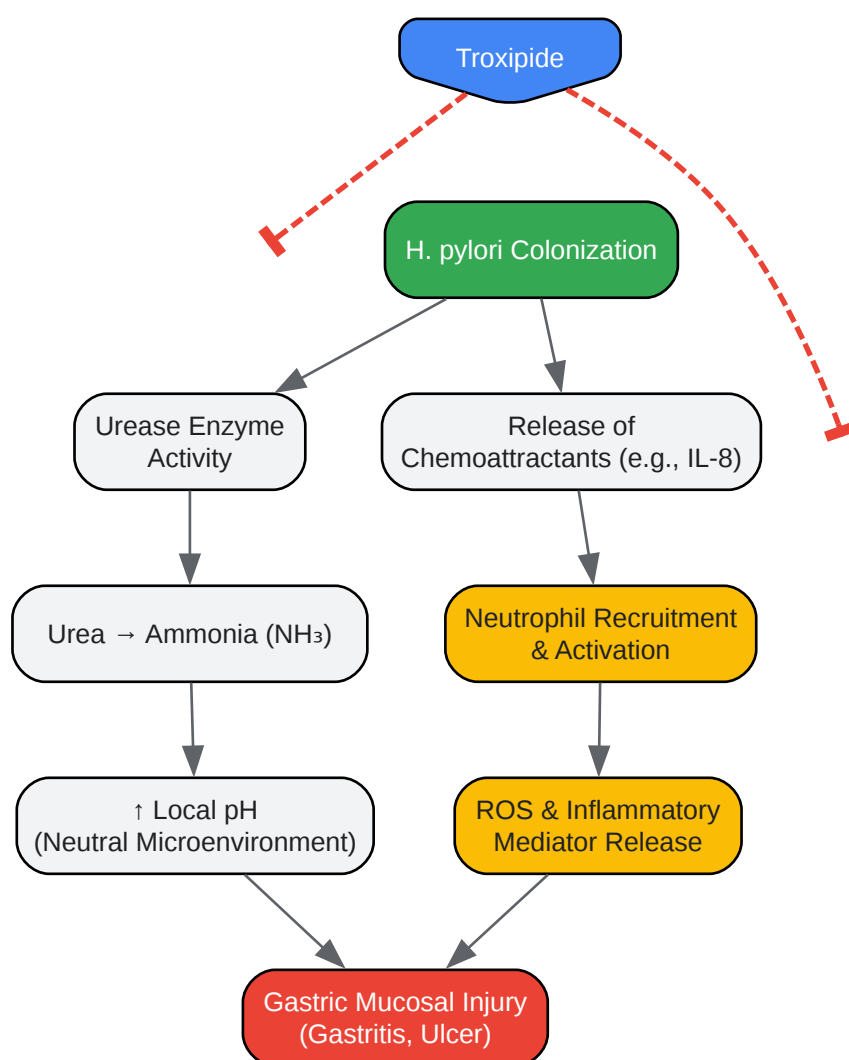 Troxipide
H. pylori Colonization
Urease Enzyme
Activity
Release of
Chemoattractants (e.g., IL-8)
Urea → Ammonia (NH₃)
Neutrophil Recruitment
& Activation
↑ Local pH
(Neutral Microenvironment)
ROS & Inflammatory
Mediator Release
Gastric Mucosal Injury
(Gastritis, Ulcer)